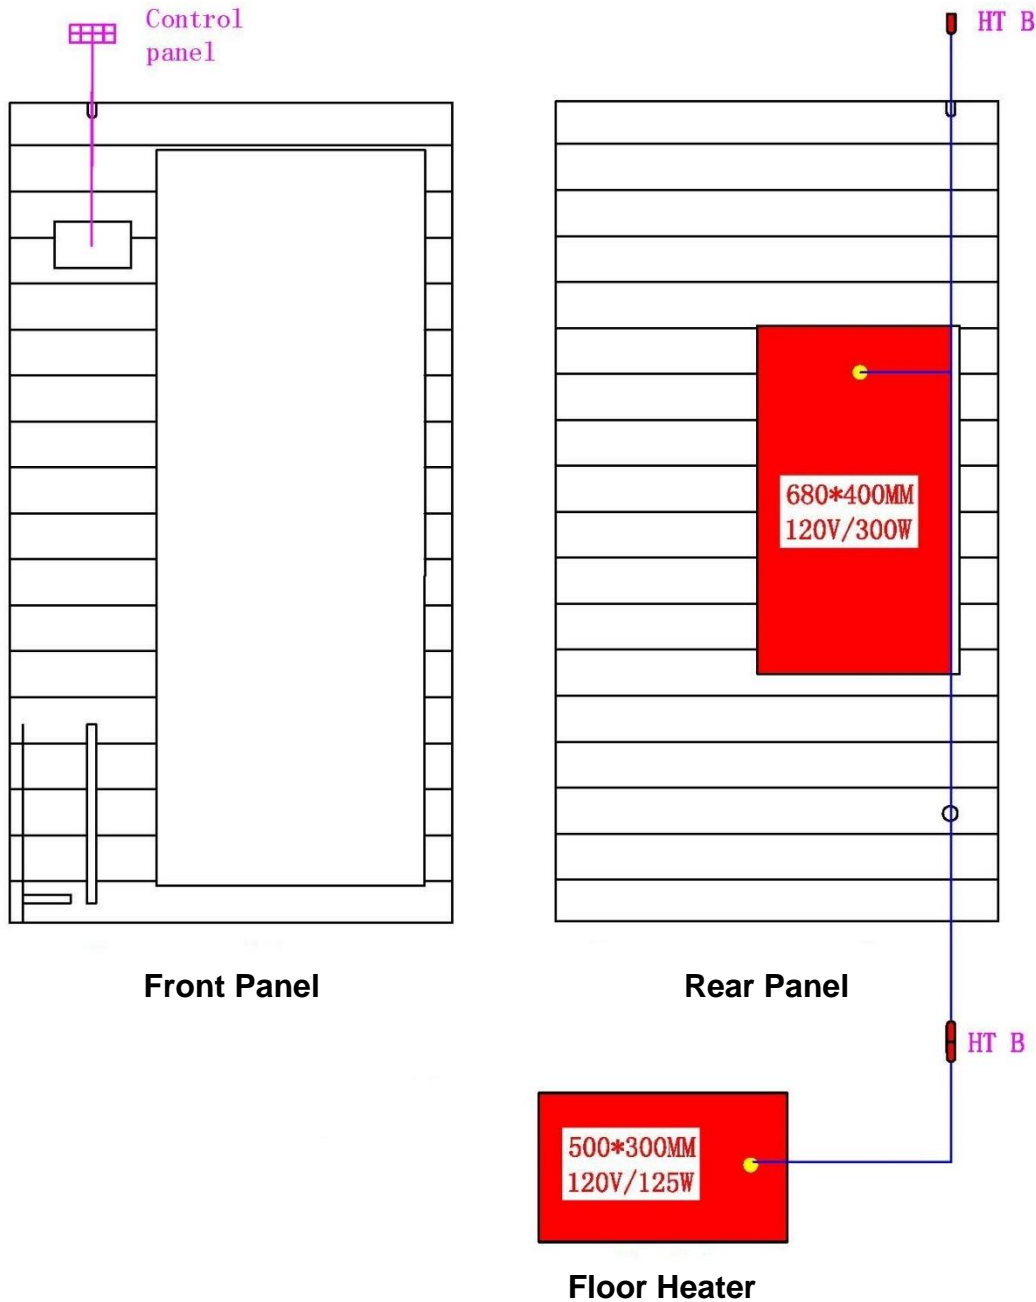 Control
panel
HT B
680*400MM
120V/300W
Front Panel
Rear Panel
HT B
500*300MM
120V/125W
Floor Heater